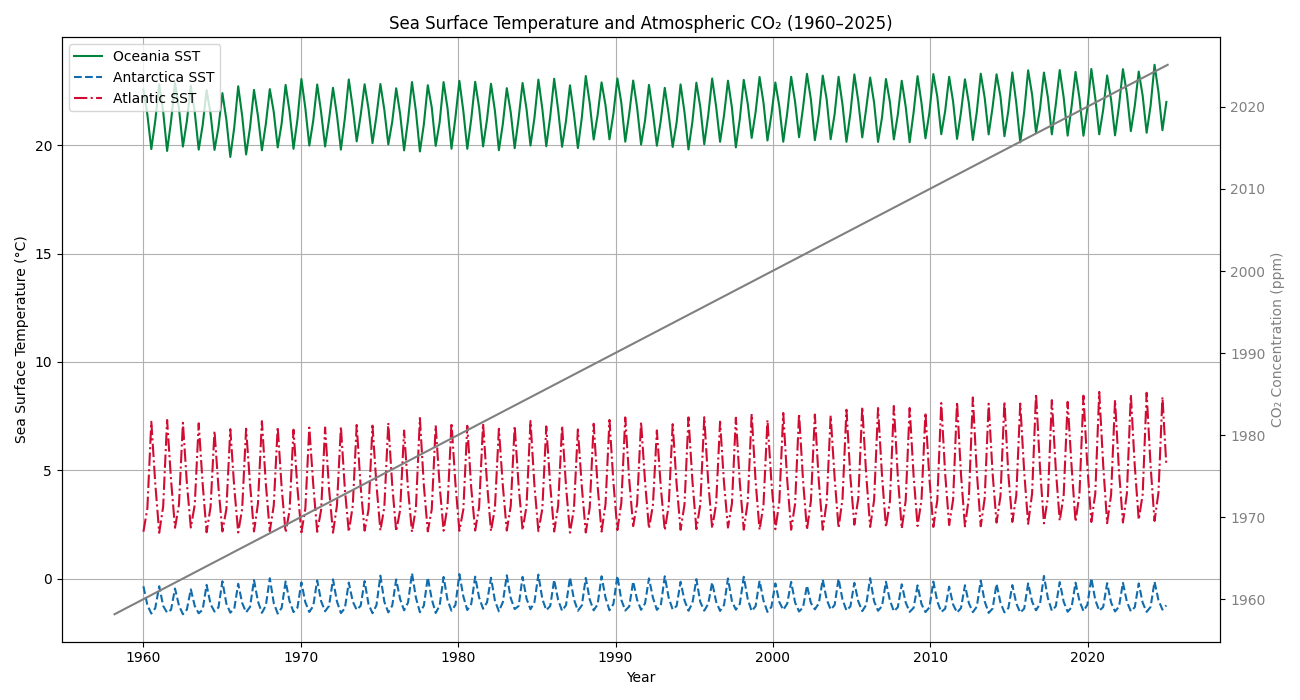 Sea Surface Temperature and Atmospheric CO₂ (1960–2025)
Oceania SST
Antarctica SST
Atlantic SST
Sea Surface Temperature (°C)
20
15
10
5
0
2020
2010
2000
1990
1980
1970
1960
CO₂ Concentration (ppm)
1960
1970
1980
1990
2000
2010
2020
Year